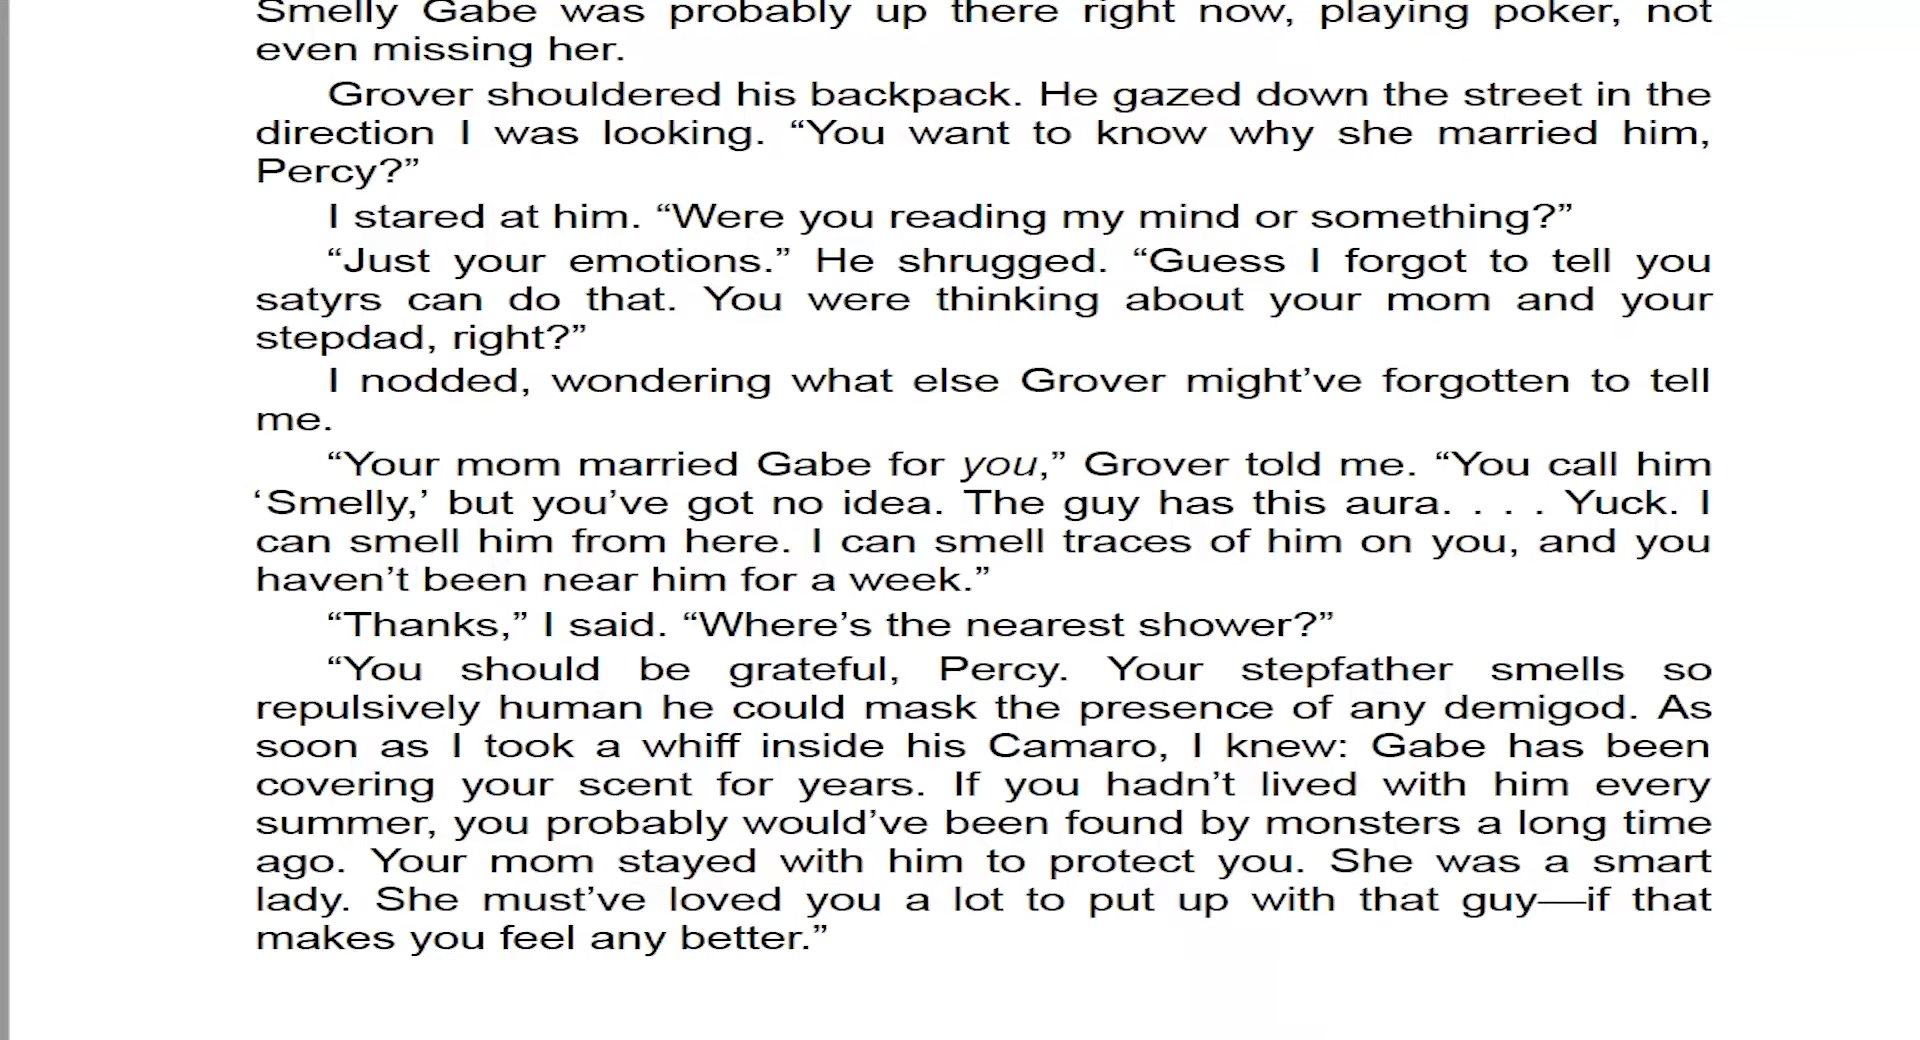 Smelly Gabe was probably up there right now, playing poker, not
even missing her.
Grover shouldered his backpack. He gazed down the street in the
direction I was looking. “You want to know why she married him,
Percy?”
I stared at him. “Were you reading my mind or something?”
“Just your emotions.” He shrugged. “Guess I forgot to tell you
satyrs can do that. You were thinking about your mom and your
stepdad, right?”
I nodded, wondering what else Grover might’ve forgotten to tell
me.
“Your mom married Gabe for you,” Grover told me. “You call him
‘Smelly,’ but you’ve got no idea. The guy has this aura. . . . Yuck. I
can smell him from here. I can smell traces of him on you, and you
haven’t been near him for a week.”
“Thanks,” I said. “Where’s the nearest shower?”
“You should be grateful, Percy. Your stepfather smells so
repulsively human he could mask the presence of any demigod. As
soon as I took a whiff inside his Camaro, I knew: Gabe has been
covering your scent for years. If you hadn’t lived with him every
summer, you probably would’ve been found by monsters a long time
ago. Your mom stayed with him to protect you. She was a smart
lady. She must’ve loved you a lot to put up with that guy—if that
makes you feel any better.”